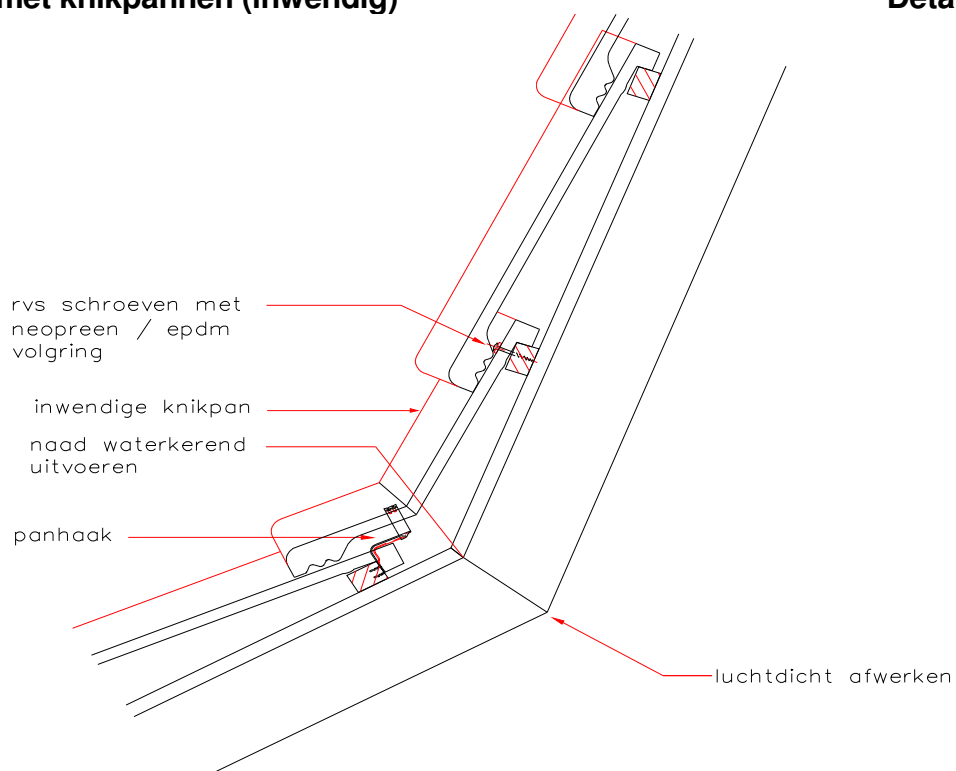 met knikpannen (inwendig)
Deta
rvs schroeven met
neopreen / epdm
volgring
inwendige knikpan
naad waterkerend
uitvoeren
panhaak
luchtdicht afwerken